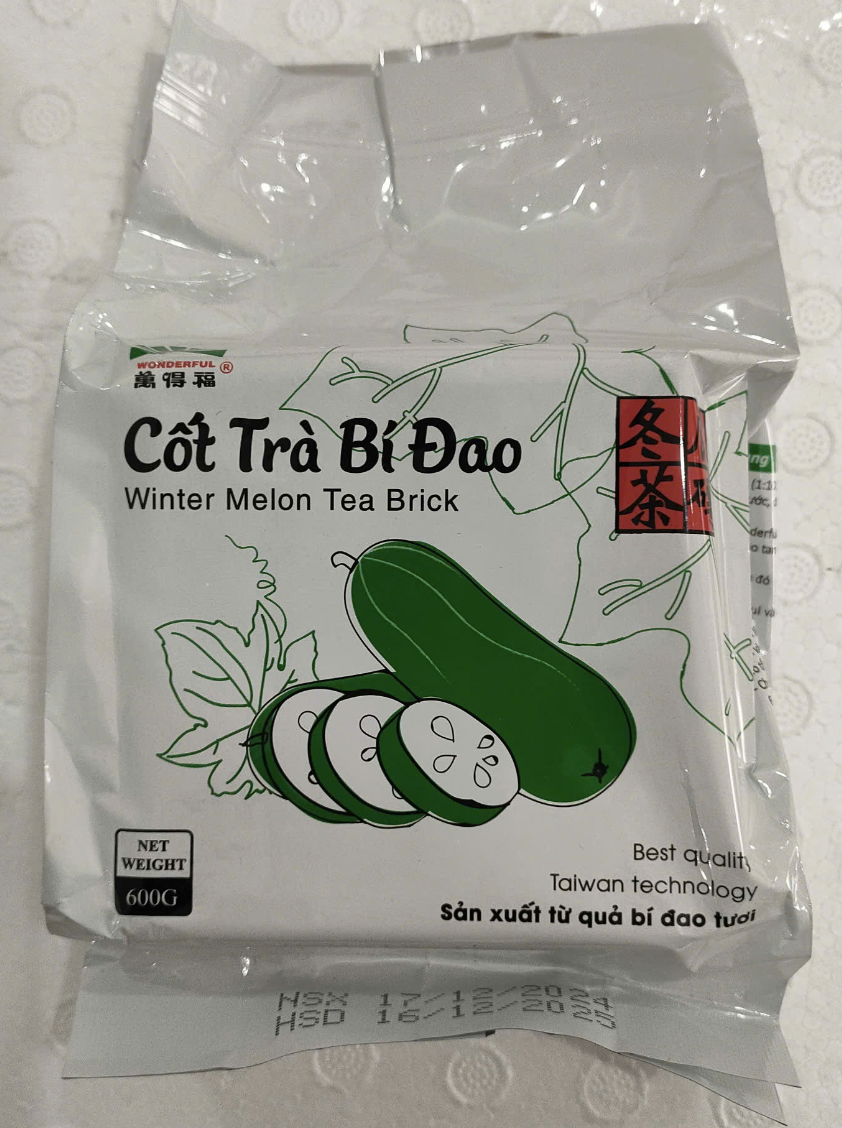 WONDERFUL ®
萬得福
Cốt Trà Bí Đao
Winter Melon Tea Brick
冬
茶
NET
WEIGHT
600G
Best quality
Taiwan technology
Sản xuất từ quả bí đao tươi
NSX 17/12/2022
HSD 16/12/2024